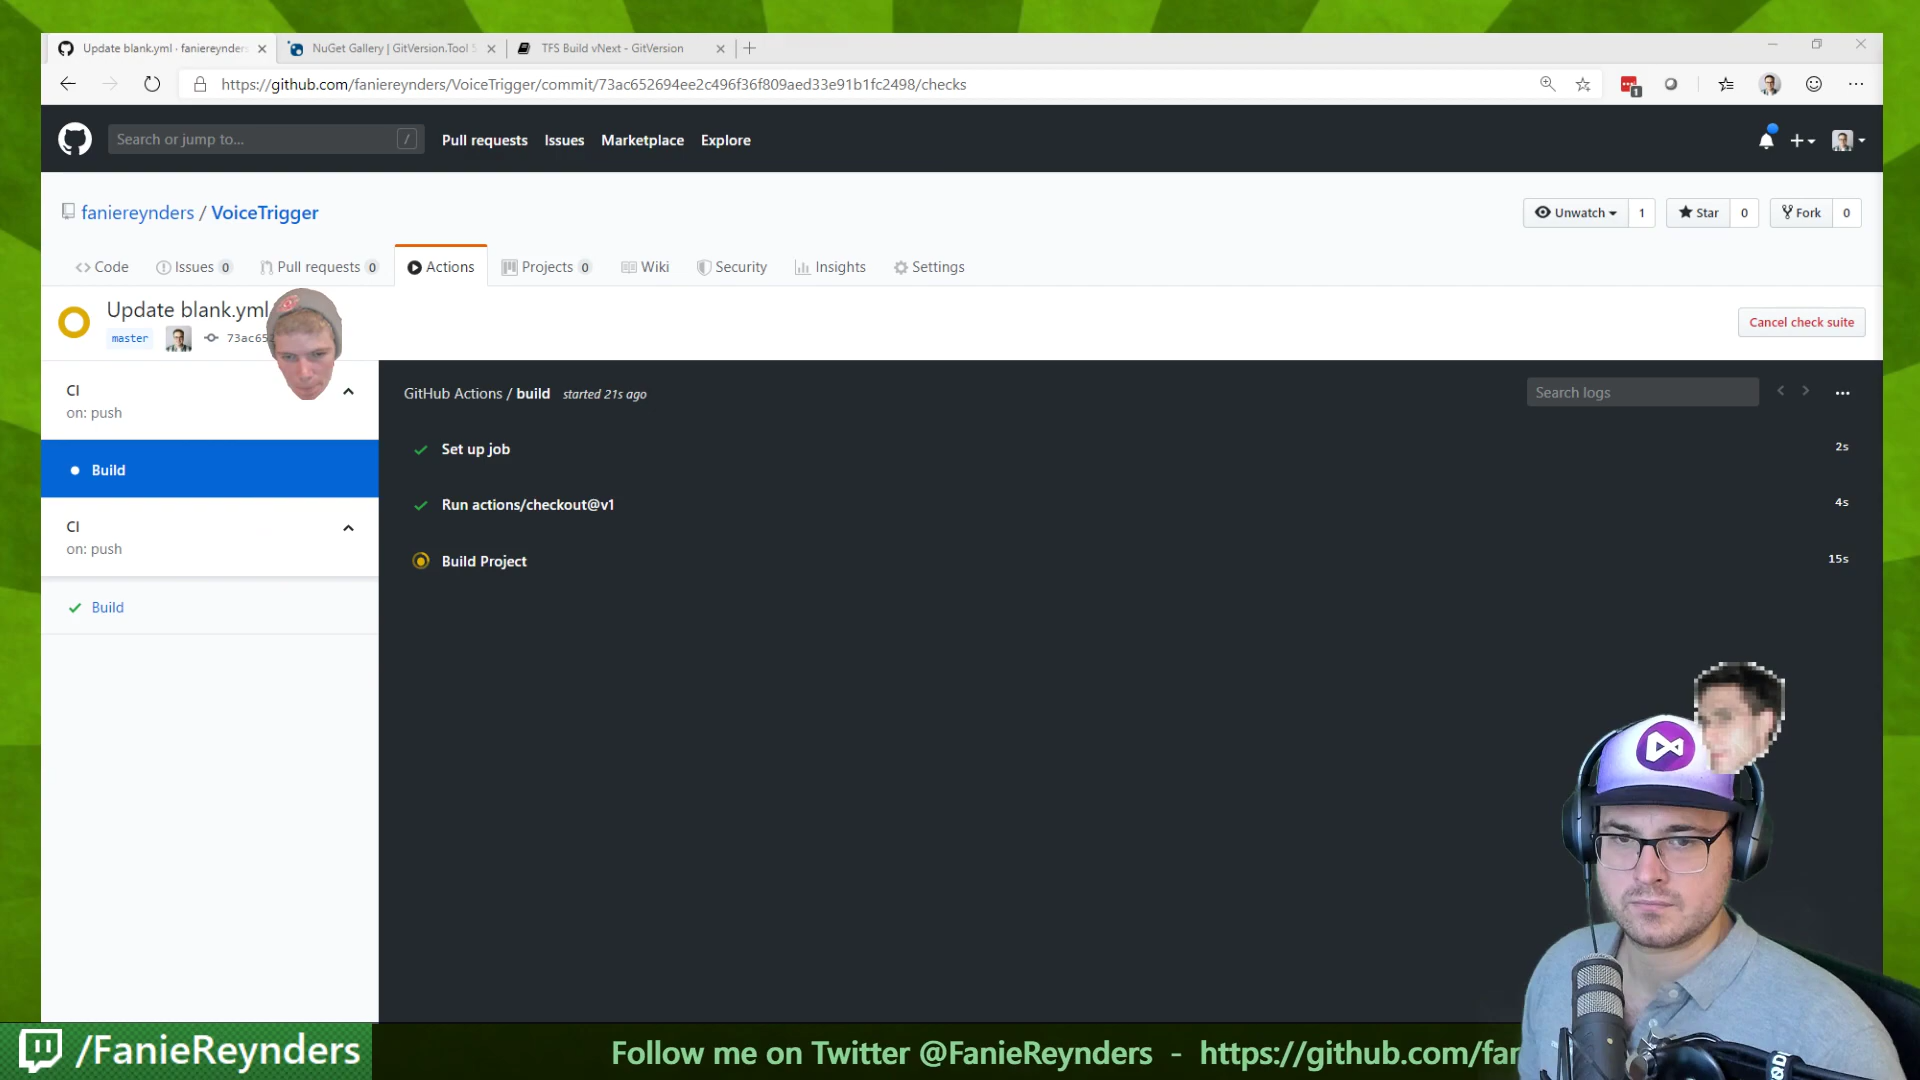 Update blank.yml · faniereynders
NuGet Gallery | GitVersion.Tool
TFS Build vNext - GitVersion
https://github.com/faniereynders/VoiceTrigger/commit/73ac652694ee2c496f36f809aed33e91b1fc2498/checks
1
Search or jump to...
/
Pull requests
Issues
Marketplace
Explore
faniereynders / VoiceTrigger
Unwatch
1
Star
0
Fork
0
Code
Issues 0
Pull requests 0
Actions
Projects 0
Wiki
Security
Insights
Settings
Update blank.yml
master
73ac652
Cancel check suite
CI
on: push
Build
CI
on: push
Build
GitHub Actions / build started 21s ago
Search logs
Set up job
2s
Run actions/checkout@v1
4s
Build Project
15s
/FanieReynders
Follow me on Twitter @FanieReynders - https://github.com/fan